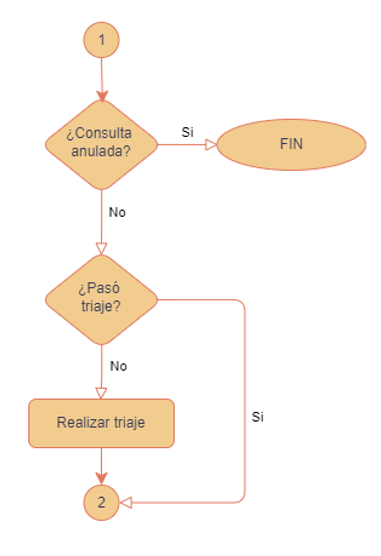 1
¿Consulta
anulada?
Si
FIN
No
¿Pasó
triaje?
No
Si
Realizar triaje
2